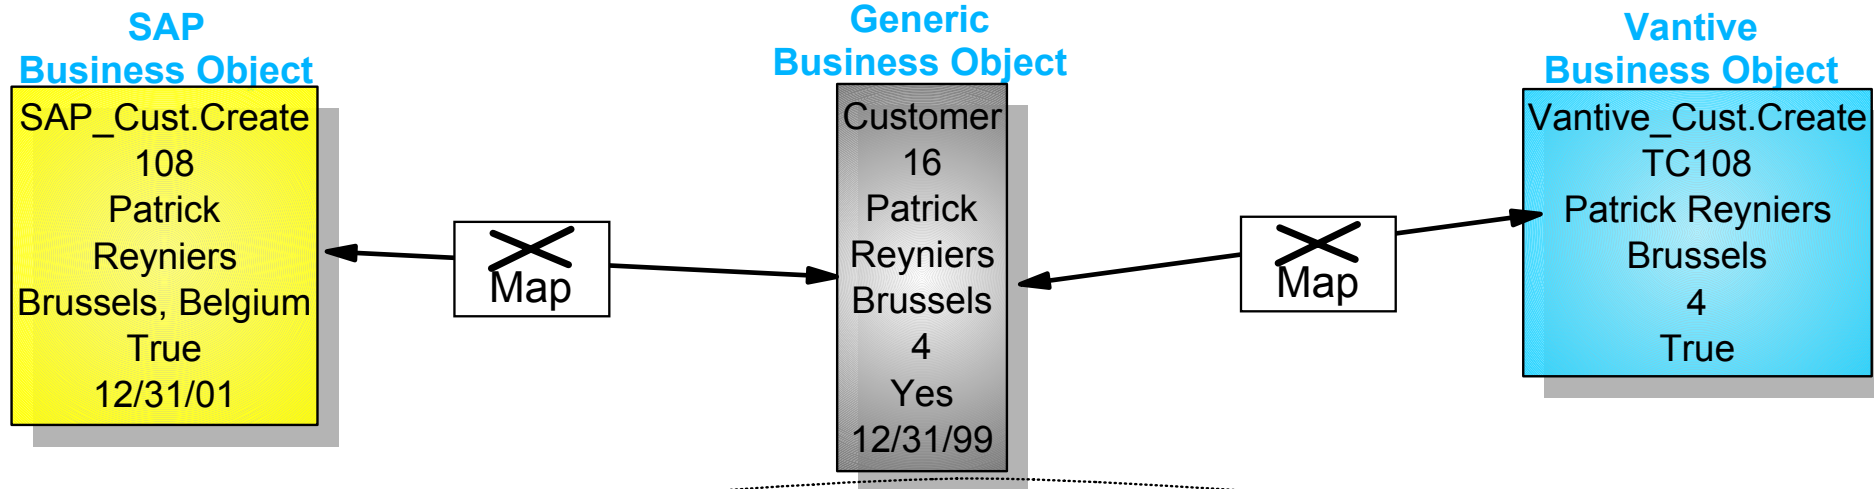 SAP
Business Object
SAP_Cust.Create
108
Patrick
Reyniers
Brussels, Belgium
True
12/31/01
Map
Generic
Business Object
Customer
16
Patrick
Reyniers
Brussels
4
Yes
12/31/99
Map
Vantive
Business Object
Vantive_Cust.Create
TC108
Patrick Reyniers
Brussels
4
True